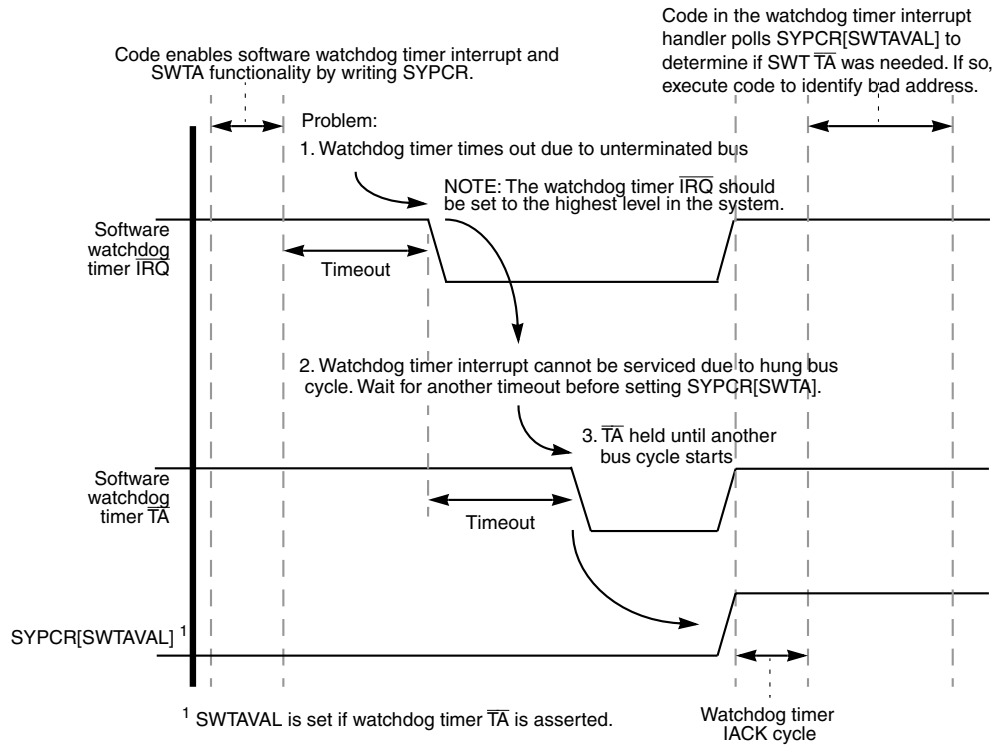 Code enables software watchdog timer interrupt and
SWTA functionality by writing SYPCR.
Code in the watchdog timer interrupt
handler polls SYPCR[SWTAVAL] to
determine if SWT TA was needed. If so,
execute code to identify bad address.
Problem:
1. Watchdog timer times out due to unterminated bus
NOTE: The watchdog timer IRQ should
be set to the highest level in the system.
Software
watchdog
timer IRQ
Timeout
2. Watchdog timer interrupt cannot be serviced due to hung bus
cycle. Wait for another timeout before setting SYPCR[SWTA].
3. TA held until another
bus cycle starts
Software
watchdog
timer TA
Timeout
SYPCR[SWTAVAL] 1
1 SWTAVAL is set if watchdog timer TA is asserted.
Watchdog timer
IACK cycle